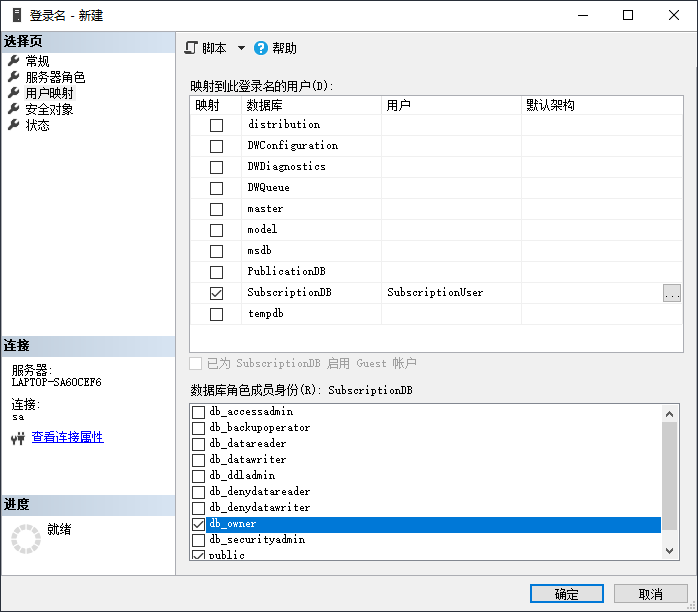 登录名 - 新建
选择页
常规
服务器角色
用户映射
安全对象
状态
连接
服务器:
LAPTOP-SA60CEF6
连接:
sa
查看连接属性
进度
就绪
脚本 帮助
映射到此登录名的用户(D):
映射 数据库 用户 默认架构
distribution
DWConfiguration
DWDiagnostics
DWQueue
master
model
msdb
PublicationDB
SubscriptionDB SubscriptionUser ...
tempdb
已为 SubscriptionDB 启用 Guest 帐户
数据库角色成员身份(R): SubscriptionDB
db_accessadmin
db_backupoperator
db_datareader
db_datawriter
db_ddladmin
db_denydatareader
db_denydatawriter
db_owner
db_securityadmin
public
确定 取消